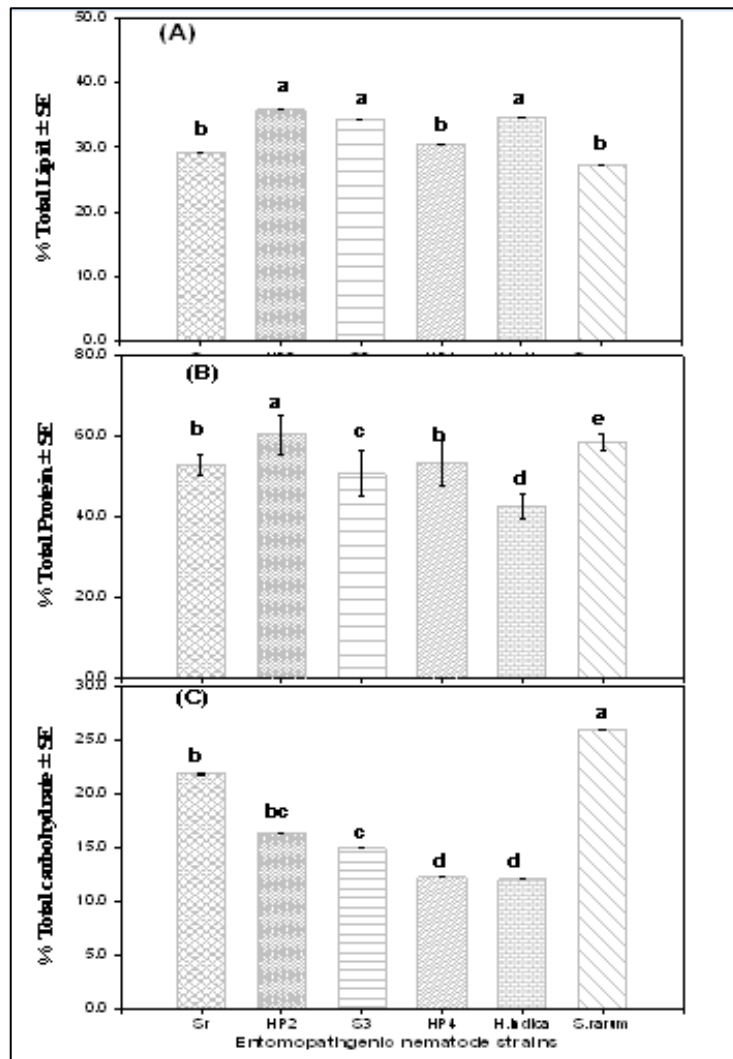 (A)
50.0
40.0
30.0
20.0
10.0
0.0
% Total Lipid ± SE
b
a
a
b
a
b
(B)
80.0
60.0
40.0
20.0
0.0
% Total Protein ± SE
b
a
c
b
d
e
(C)
30.0
25.0
20.0
15.0
10.0
5.0
0.0
% Total carbohydrate ± SE
b
bc
c
d
d
a
Sr HP2 S3 HP4 H.indica S.rarum
Entomopathgenic nematode strains